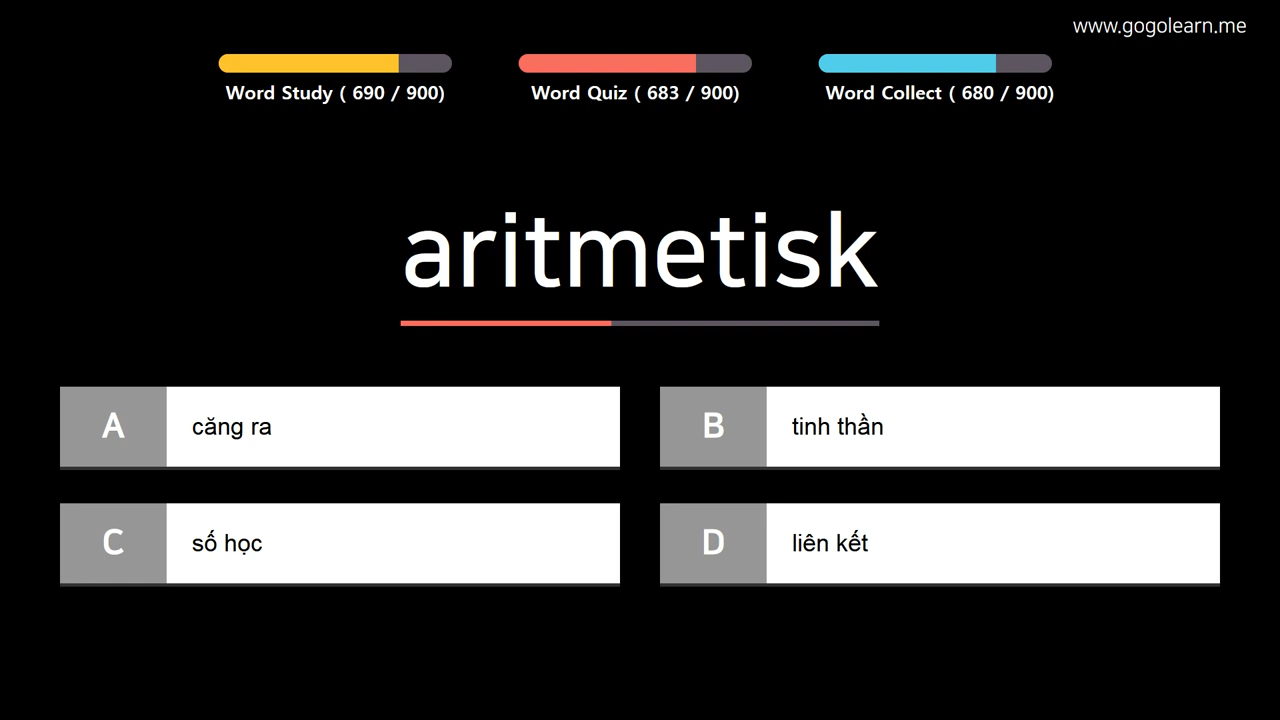 www.gogolearn.me
Word Study ( 690 / 900)
Word Quiz ( 683 / 900)
Word Collect ( 680 / 900)
aritmetisk
A căng ra
B tinh thần
C số học
D liên kết